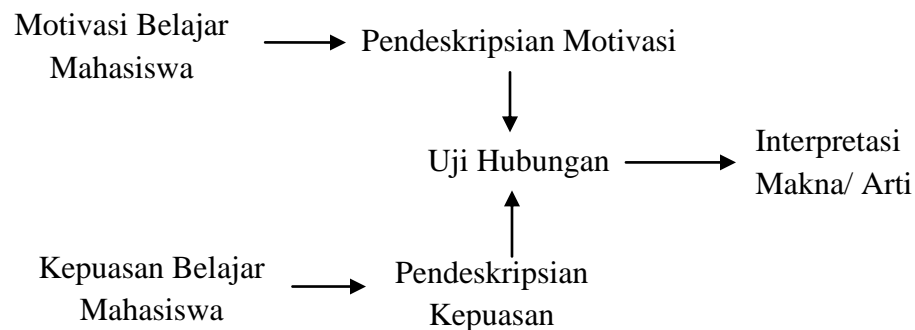 Motivasi Belajar
Mahasiswa
Pendeskripsian Motivasi
Uji Hubungan
Interpretasi
Makna/ Arti
Kepuasan Belajar
Mahasiswa
Pendeskripsian
Kepuasan